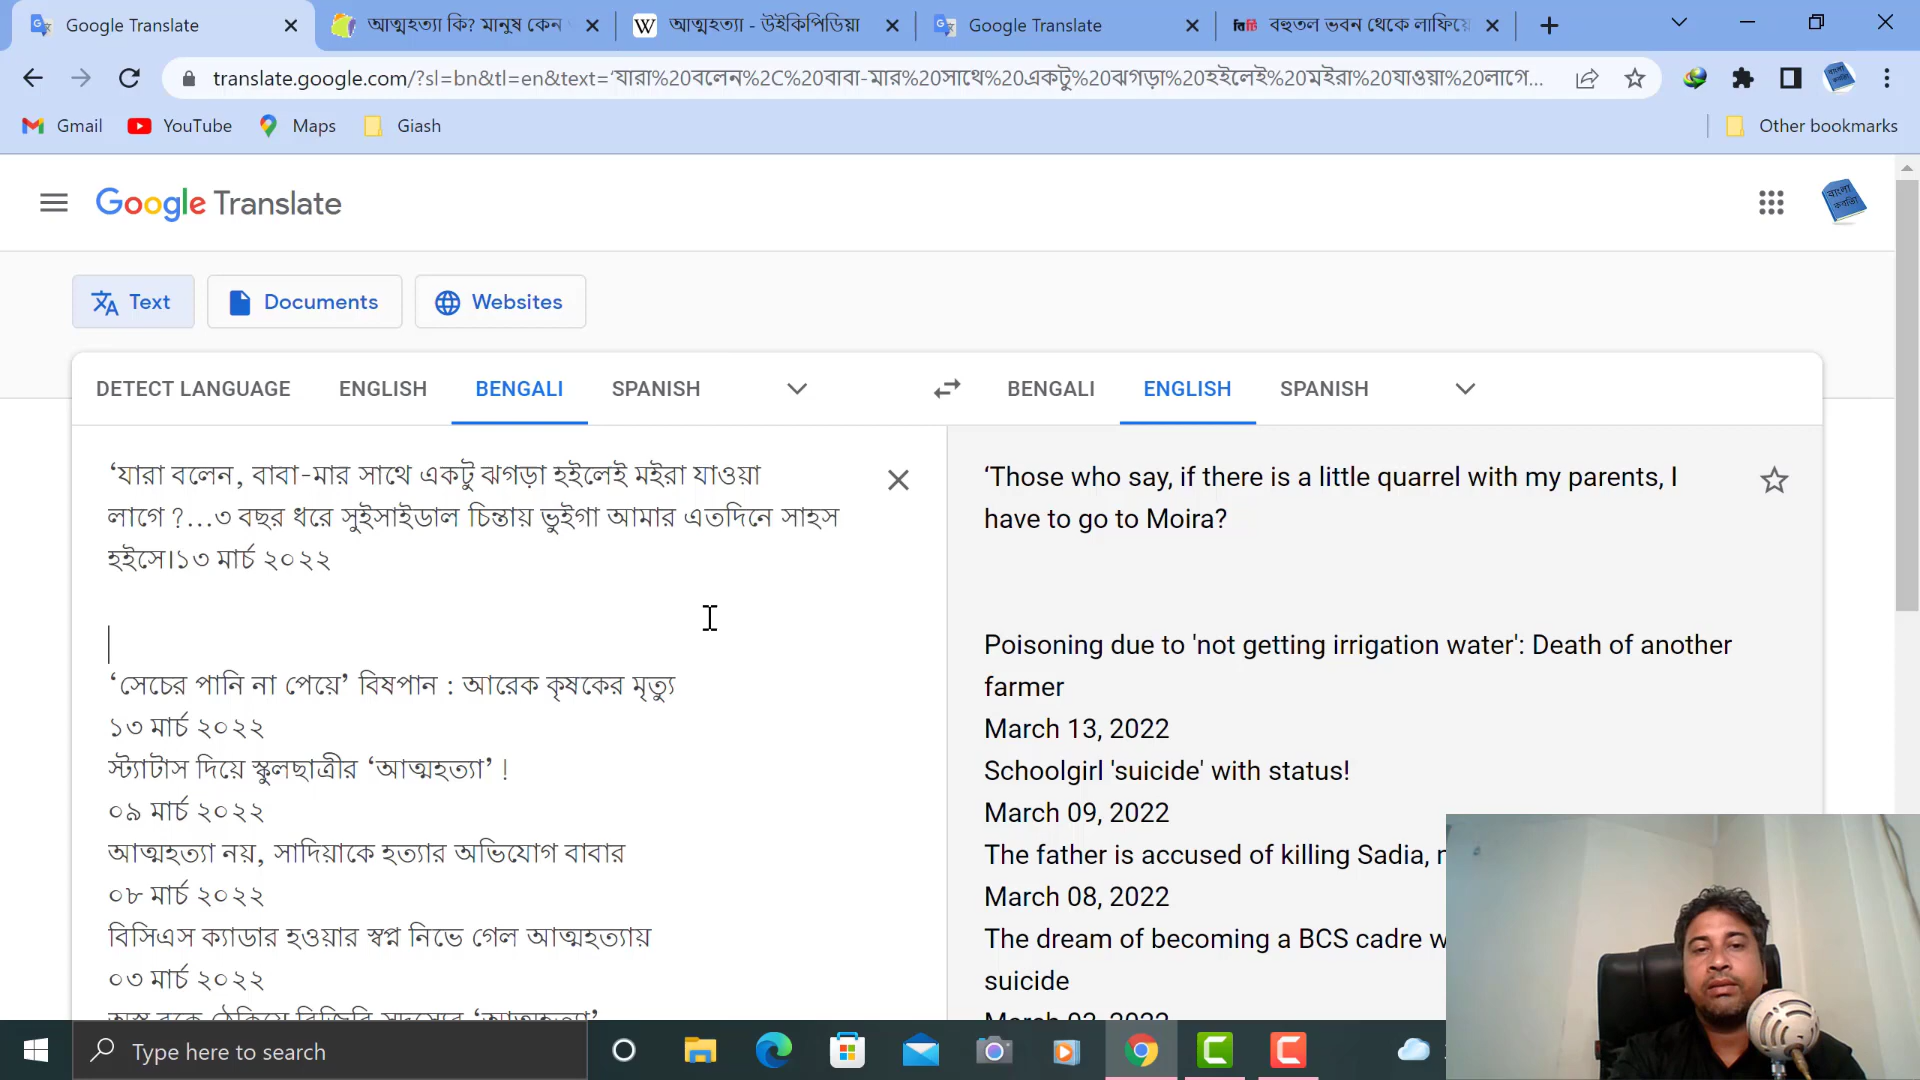 Google Translate
আত্মহত্যা কি? মানুষ কেন
আত্মহত্যা - উইকিপিডিয়া
Google Translate
বহুতল ভবন থেকে লাফিয়ে
translate.google.com/?sl=bn&tl=en&text=‘যারা%20বলেন%2C%20বাবা-মার%20সাথে%20একটু%20ঝগড়া%20হইলেই%20মইরা%20যাওয়া%20লাগে...
Gmail
YouTube
Maps
Giash
Other bookmarks
Google Translate
Text
Documents
Websites
DETECT LANGUAGE
ENGLISH
BENGALI
SPANISH
BENGALI
ENGLISH
SPANISH
‘যারা বলেন, বাবা-মার সাথে একটু ঝগড়া হইলেই মইরা যাওয়া
লাগে ?...৩ বছর ধরে সুইসাইডাল চিন্তায় ভুইগা আমার এতদিনে সাহস
হইসে।১৩ মার্চ ২০২২
‘সেচের পানি না পেয়ে’ বিষপান : আরেক কৃষকের মৃত্যু
১৩ মার্চ ২০২২
স্ট্যাটাস দিয়ে স্কুলছাত্রীর ‘আত্মহত্যা’ !
০৯ মার্চ ২০২২
আত্মহত্যা নয়, সাদিয়াকে হত্যার অভিযোগ বাবার
০৮ মার্চ ২০২২
বিসিএস ক্যাডার হওয়ার স্বপ্ন নিভে গেল আত্মহত্যায়
০৩ মার্চ ২০২২
‘Those who say, if there is a little quarrel with my parents, I
have to go to Moira?
Poisoning due to 'not getting irrigation water': Death of another
farmer
March 13, 2022
Schoolgirl 'suicide' with status!
March 09, 2022
The father is accused of killing Sadia,
March 08, 2022
The dream of becoming a BCS cadre
suicide
Type here to search